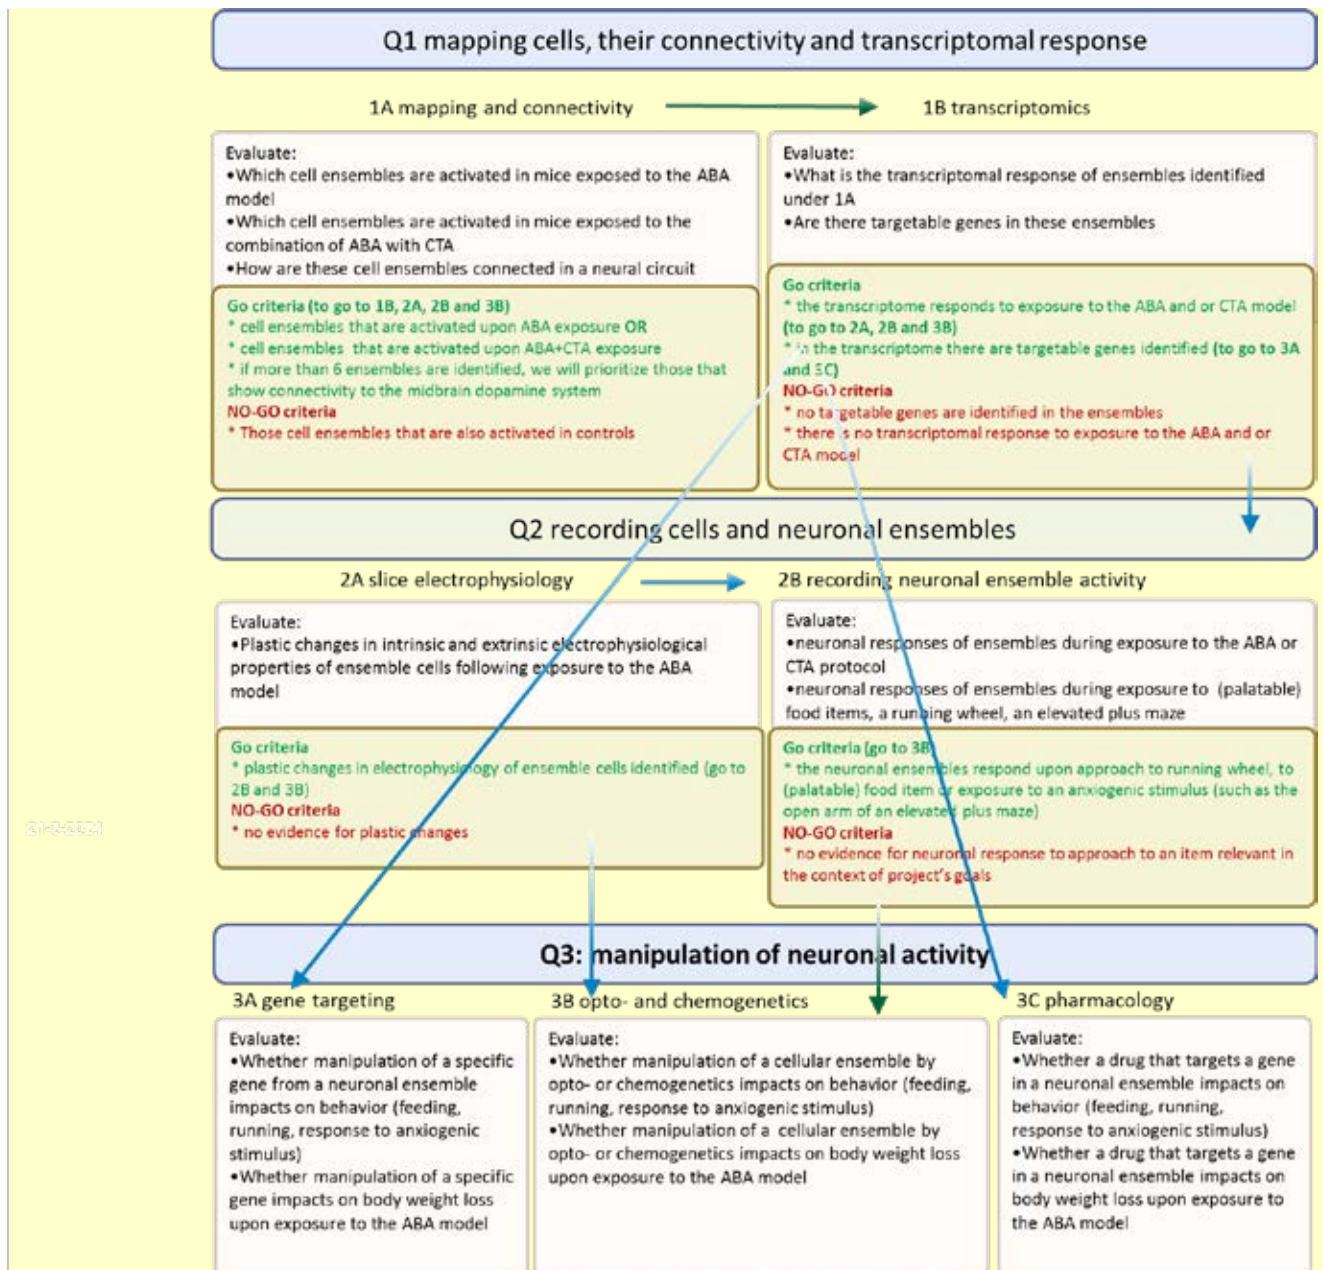 Q1 mapping cells, their connectivity and transcriptomal response
1A mapping and connectivity
1B transcriptomics
Evaluate:
•Which cell ensembles are activated in mice exposed to the ABA
model
•Which cell ensembles are activated in mice exposed to the
combination of ABA with CTA
•How are these cell ensembles connected in a neural circuit
Go criteria (to go to 1B, 2A, 2B and 3B)
* cell ensembles that are activated upon ABA exposure OR
* cell ensembles that are activated upon ABA+CTA exposure
* if more than 6 ensembles are identified, we will prioritize those that
show connectivity to the midbrain dopamine system
NO-GO criteria
* Those cell ensembles that are also activated in controls
Evaluate:
•What is the transcriptomal response of ensembles identified
under 1A
•Are there targetable genes in these ensembles
Go criteria
* the transcriptome responds to exposure to the ABA and or CTA model
(to go to 2A, 2B and 3B)
* in the transcriptome there are targetable genes identified (to go to 3A
and 3C)
NO-GO criteria
* no targetable genes are identified in the ensembles
* there is no transcriptomal response to exposure to the ABA and or
CTA model
Q2 recording cells and neuronal ensembles
2A slice electrophysiology
2B recording neuronal ensemble activity
Evaluate:
•Plastic changes in intrinsic and extrinsic electrophysiological
properties of ensemble cells following exposure to the ABA
model
Go criteria
* plastic changes in electrophysiology of ensemble cells identified (go to
2B and 3B)
NO-GO criteria
* no evidence for plastic changes
Evaluate:
•neuronal responses of ensembles during exposure to the ABA or
CTA protocol
•neuronal responses of ensembles during exposure to (palatable)
food items, a running wheel, an elevated plus maze
Go criteria (go to 3B)
* the neuronal ensembles respond upon approach to running wheel, to
(palatable) food item or exposure to an anxiogenic stimulus (such as the
open arm of an elevated plus maze)
NO-GO criteria
* no evidence for neuronal response to approach to an item relevant in
the context of project's goals
Q3: manipulation of neuronal activity
3A gene targeting
3B opto- and chemogenetics
3C pharmacology
Evaluate:
•Whether manipulation of a specific
gene from a neuronal ensemble
impacts on behavior (feeding,
running, response to anxiogenic
stimulus)
•Whether manipulation of a specific
gene impacts on body weight loss
upon exposure to the ABA model
Evaluate:
•Whether manipulation of a cellular ensemble by
opto- or chemogenetics impacts on behavior (feeding,
running, response to anxiogenic stimulus)
•Whether manipulation of a cellular ensemble by
opto- or chemogenetics impacts on body weight loss
upon exposure to the ABA model
Evaluate:
•Whether a drug that targets a gene
in a neuronal ensemble impacts on
behavior (feeding, running,
response to anxiogenic stimulus)
•Whether a drug that targets a gene
in a neuronal ensemble impacts on
body weight loss upon exposure to
the ABA model